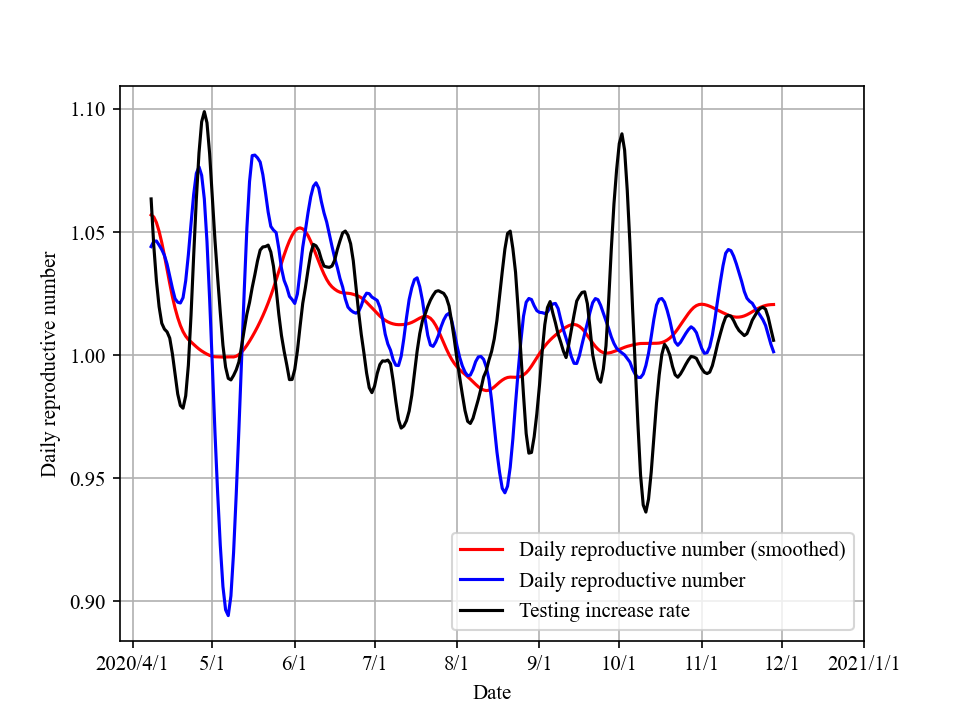 1.10
1.05
1.00
0.95
0.90
Daily reproductive number
Daily reproductive number (smoothed)
Daily reproductive number
Testing increase rate
2020/4/1 5/1 6/1 7/1 8/1 9/1 10/1 11/1 12/1 2021/1/1
Date